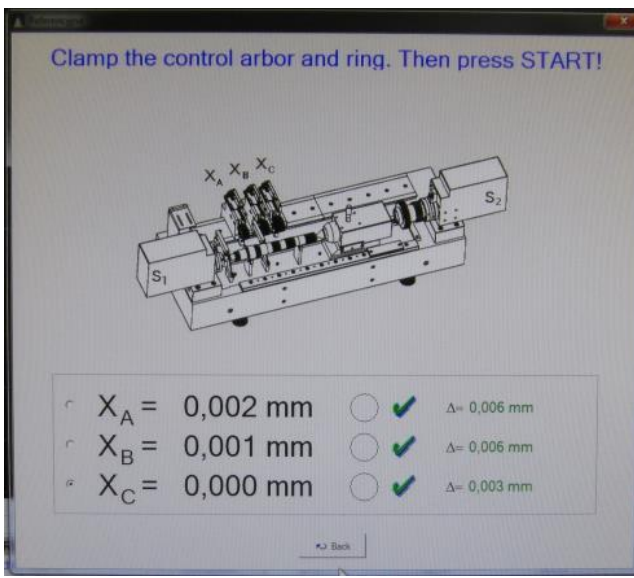 Clamp the control arbor and ring. Then press START!
XA XB XC
S2
S1
XA = 0,002 mm Δ= 0,006 mm
XB = 0,001 mm Δ= 0,006 mm
XC = 0,000 mm Δ= 0,003 mm
Back